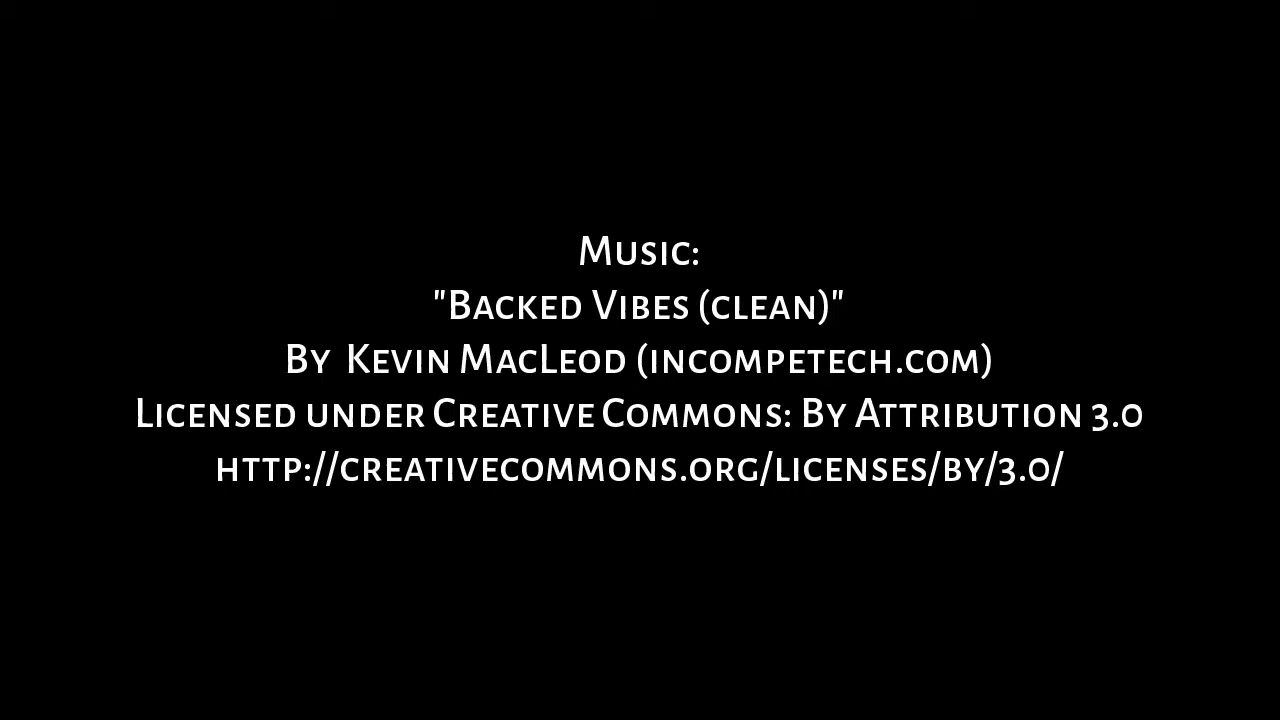 Music:
"Backed Vibes (clean)"
By Kevin MacLeod (incompetech.com)
Licensed under Creative Commons: By Attribution 3.0
http://creativecommons.org/licenses/by/3.0/